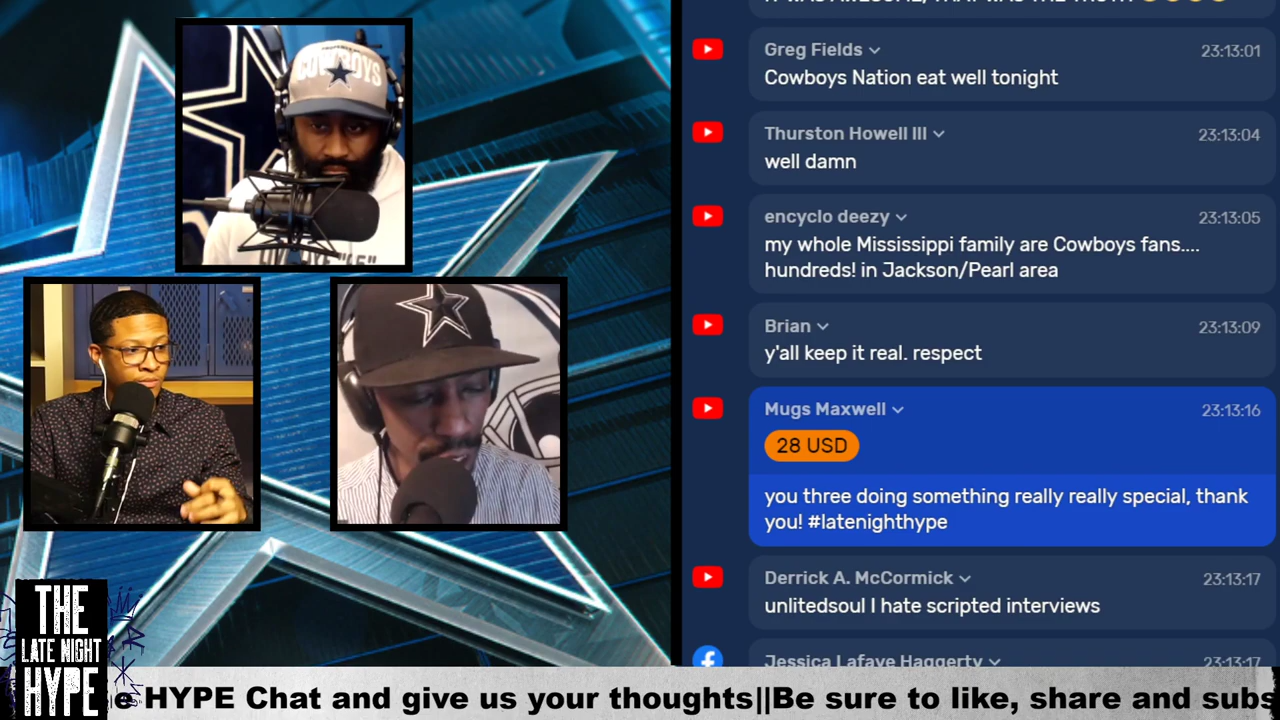 COWBOYS
Greg Fields
23:13:01
Cowboys Nation eat well tonight
Thurston Howell III
23:13:04
well damn
encyclo deezy
23:13:05
my whole Mississippi family are Cowboys fans....
hundreds! in Jackson/Pearl area
Brian
23:13:09
y'all keep it real. respect
Mugs Maxwell
23:13:16
28 USD
you three doing something really really special, thank
you! #latenighthype
Derrick A. McCormick
23:13:17
unlitedsoul I hate scripted interviews
Jessica Lafaye Haggerty
23:13:17
THE
LATE NIGHT
HYPE
e HYPE Chat and give us your thoughts||Be sure to like, share and subs